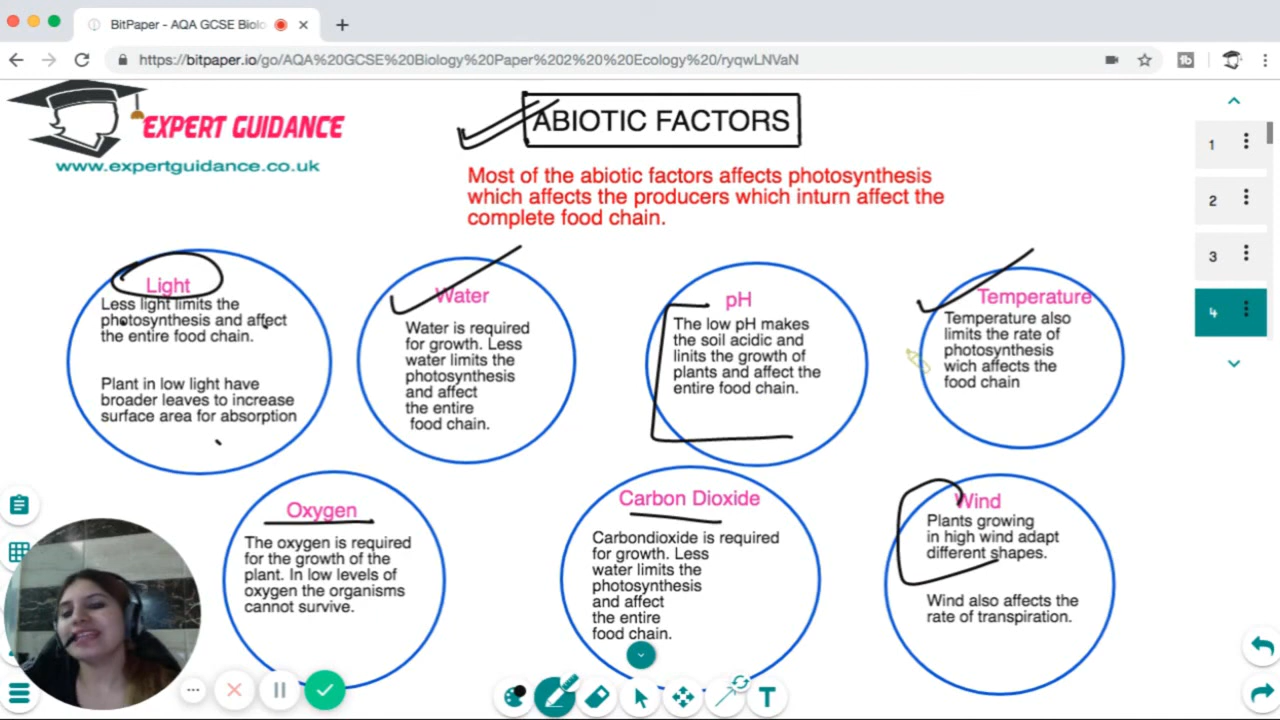 BitPaper - AQA GCSE Biolo
https://bitpaper.io/go/AQA%20GCSE%20Biology%20Paper%202%20%20Ecology%20/ryqwLNVaN
EXPERT GUIDANCE
www.expertguidance.co.uk
ABIOTIC FACTORS
Most of the abiotic factors affects photosynthesis
which affects the producers which inturn affect the
complete food chain.
1
2
3
4
Light
Less light limits the
photosynthesis and affect
the entire food chain.
Plant in low light have
broader leaves to increase
surface area for absorption
Water
Water is required
for growth. Less
water limits the
photosynthesis
and affect
the entire
food chain.
pH
The low pH makes
the soil acidic and
linits the growth of
plants and affect the
entire food chain.
Temperature
Temperature also
limits the rate of
photosynthesis
wich affects the
food chain
Oxygen
The oxygen is required
for the growth of the
plant. In low levels of
oxygen the organisms
cannot survive.
Carbon Dioxide
Carbondioxide is required
for growth. Less
water limits the
photosynthesis
and affect
the entire
food chain.
Wind
Plants growing
in high wind adapt
different shapes.
Wind also affects the
rate of transpiration.
T